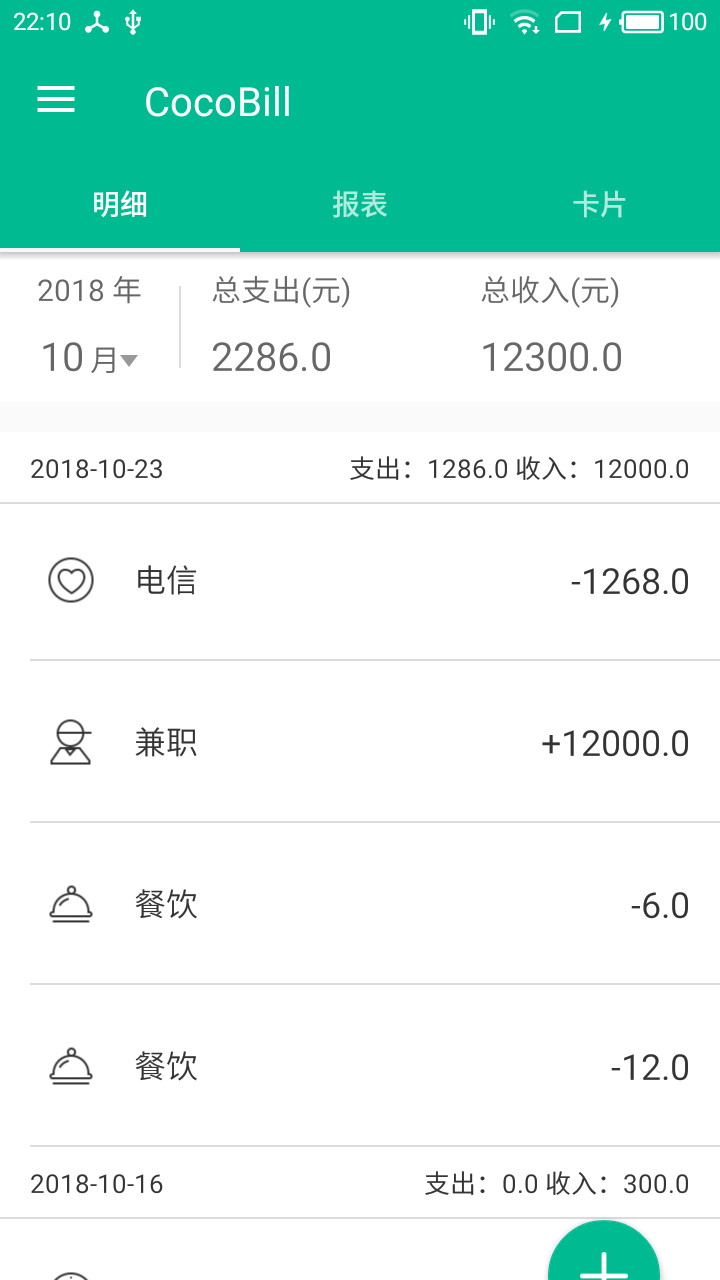 22:10 100
CocoBill
明细 报表 卡片
2018 年 总支出(元) 总收入(元)
10 月 2286.0 12300.0
2018-10-23 支出：1286.0 收入：12000.0
电信 -1268.0
兼职 +12000.0
餐饮 -6.0
餐饮 -12.0
2018-10-16 支出：0.0 收入：300.0